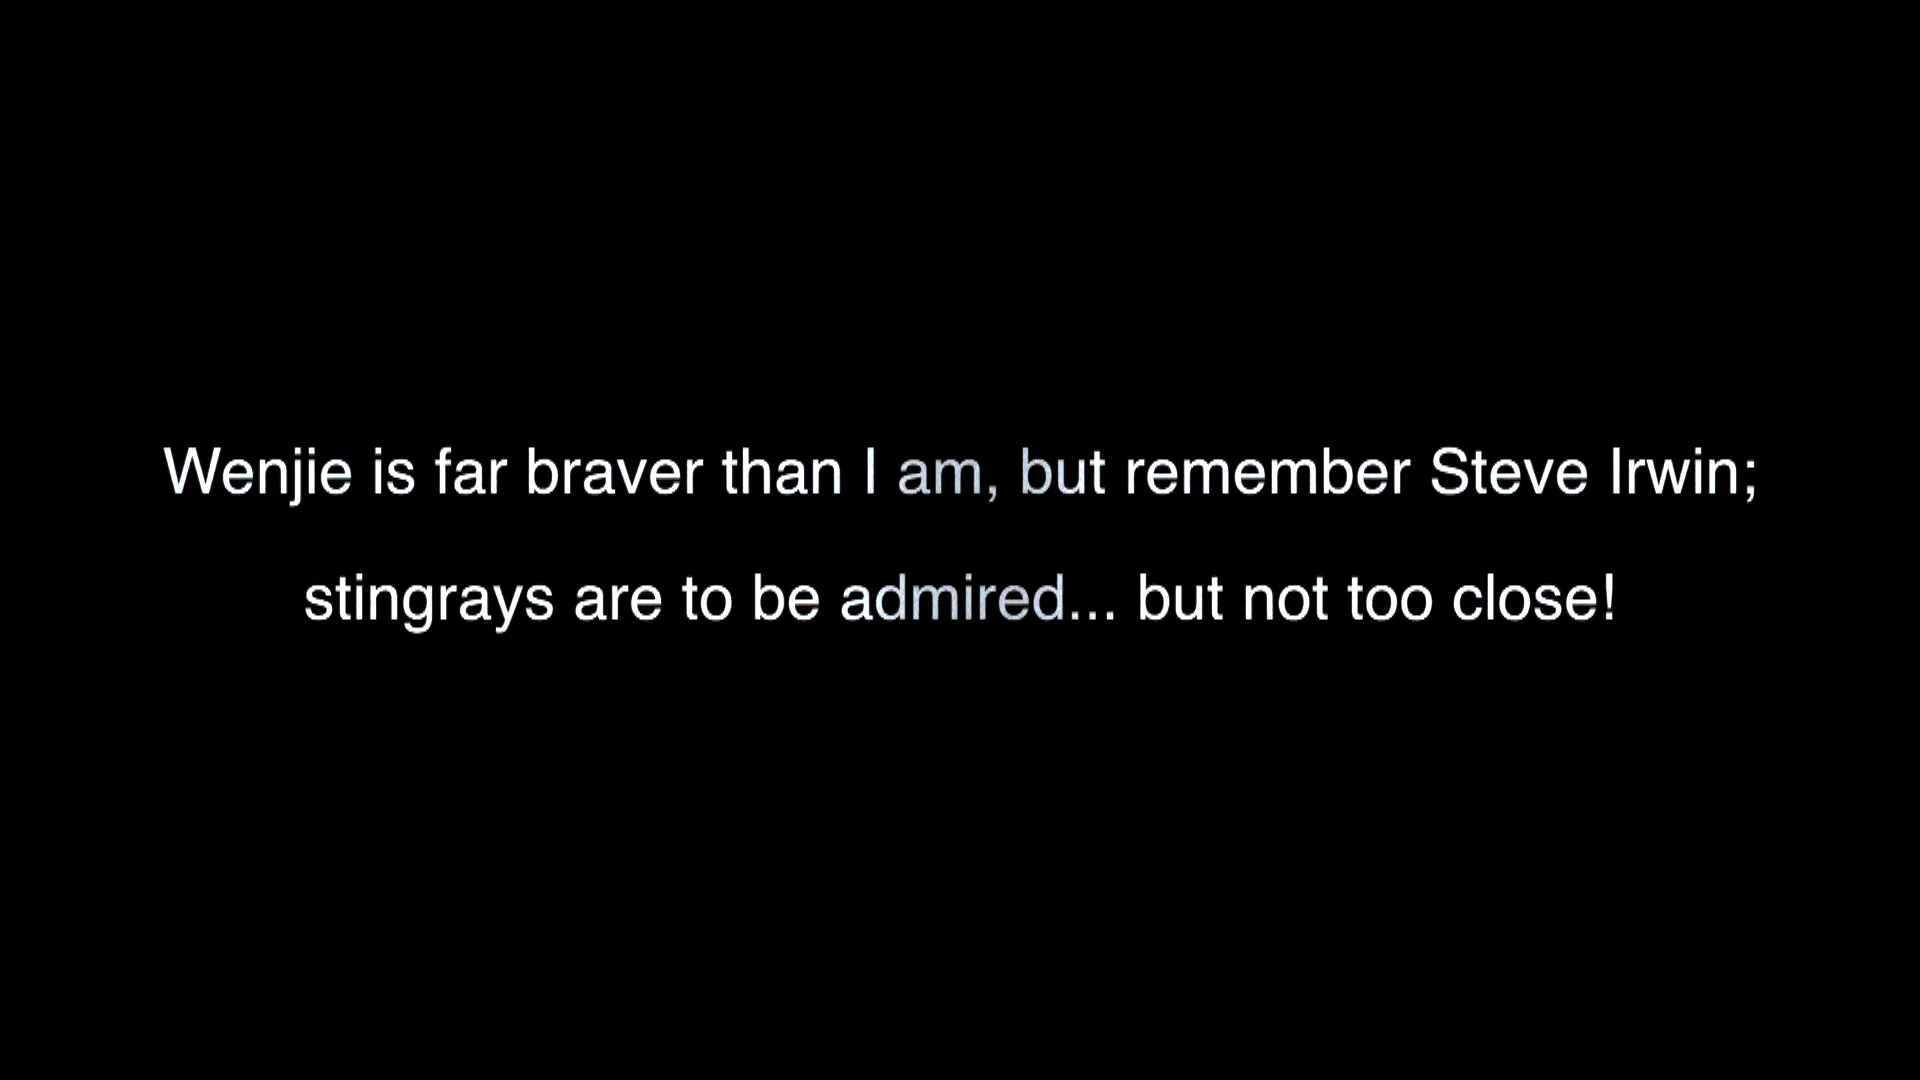 Wenjie is far braver than I am, but remember Steve Irwin;
stingrays are to be admired... but not too close!